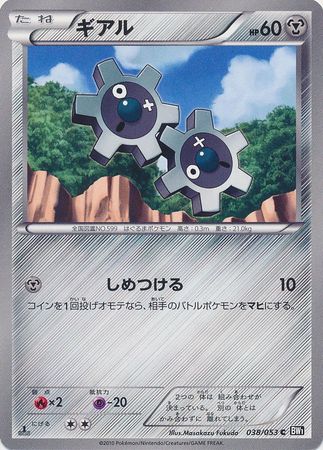 たね ギアル HP60
全国図鑑NO.599 はぐるまポケモン 高さ:0.3m 重さ:21.0kg
しめつける 10
コインを1回投げオモテなら、相手のバトルポケモンをマヒにする。
弱点 抵抗力
×2 -20
にげる
2つの 体は 組み合わせが
決まっている。 別の 体とは
かみ合わずに 離れてしまう。
Illus.Masakazu Fukuda 038/053 C BW1
©2010 Pokémon/Nintendo/Creatures/GAME FREAK.